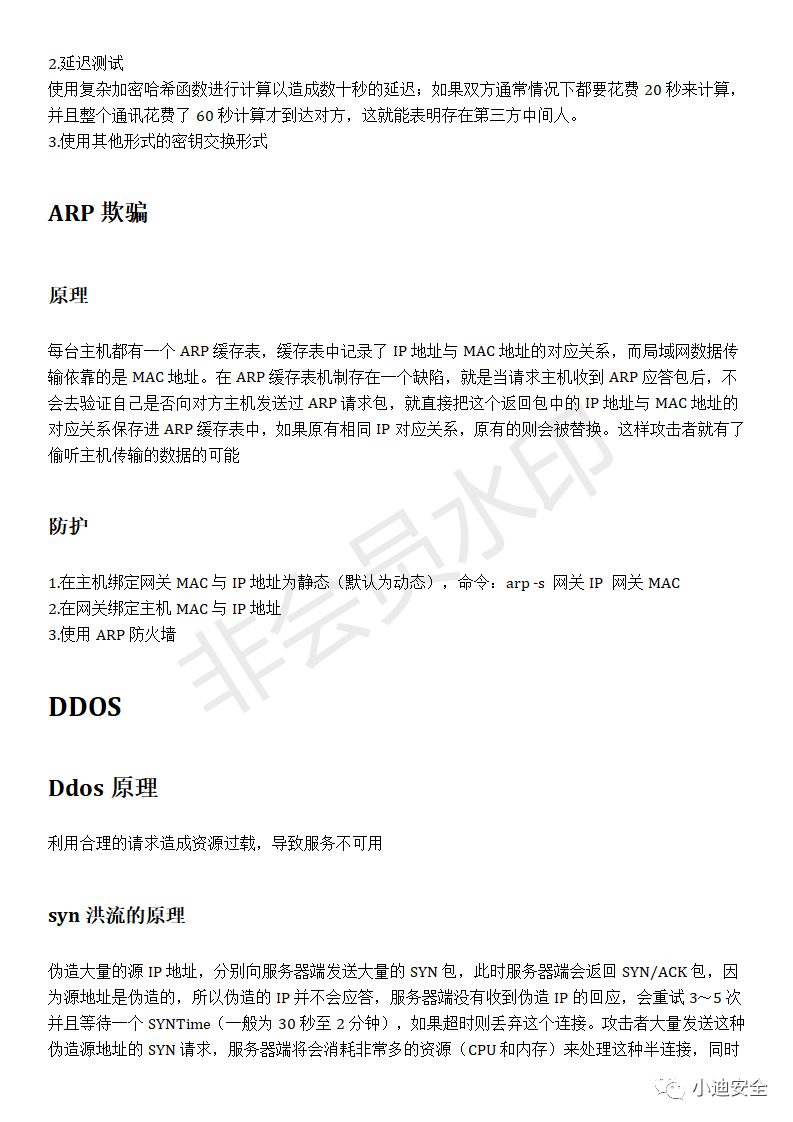 2.延迟测试
使用复杂加密哈希函数进行计算以造成数十秒的延迟；如果双方通常情况下都要花费 20 秒来计算，
并且整个通讯花费了 60 秒计算才到达对方，这就能表明存在第三方中间人。
3.使用其他形式的密钥交换形式
ARP 欺骗
原理
每台主机都有一个 ARP 缓存表，缓存表中记录了 IP 地址与 MAC 地址的对应关系，而局域网数据传
输依靠的是 MAC 地址。在 ARP 缓存表机制存在一个缺陷，就是当请求主机收到 ARP 应答包后，不
会去验证自己是否向对方主机发送过 ARP 请求包，就直接把这个返回包中的 IP 地址与 MAC 地址的
对应关系保存进 ARP 缓存表中，如果原有相同 IP 对应关系，原有的则会被替换。这样攻击者就有了
偷听主机传输的数据的可能
防护
1.在主机绑定网关 MAC 与 IP 地址为静态（默认为动态），命令：arp -s 网关 IP 网关 MAC
2.在网关绑定主机 MAC 与 IP 地址
3.使用 ARP 防火墙
非会员水印
DDOS
Ddos 原理
利用合理的请求造成资源过载，导致服务不可用
syn 洪流的原理
伪造大量的源 IP 地址，分别向服务器端发送大量的 SYN 包，此时服务器端会返回 SYN/ACK 包，因
为源地址是伪造的，所以伪造的 IP 并不会应答，服务器端没有收到伪造 IP 的回应，会重试 3～5 次
并且等待一个 SYNTime（一般为 30 秒至 2 分钟），如果超时则丢弃这个连接。攻击者大量发送这种
伪造源地址的 SYN 请求，服务器端将会消耗非常多的资源（CPU 和内存）来处理这种半连接，同时
小迪安全